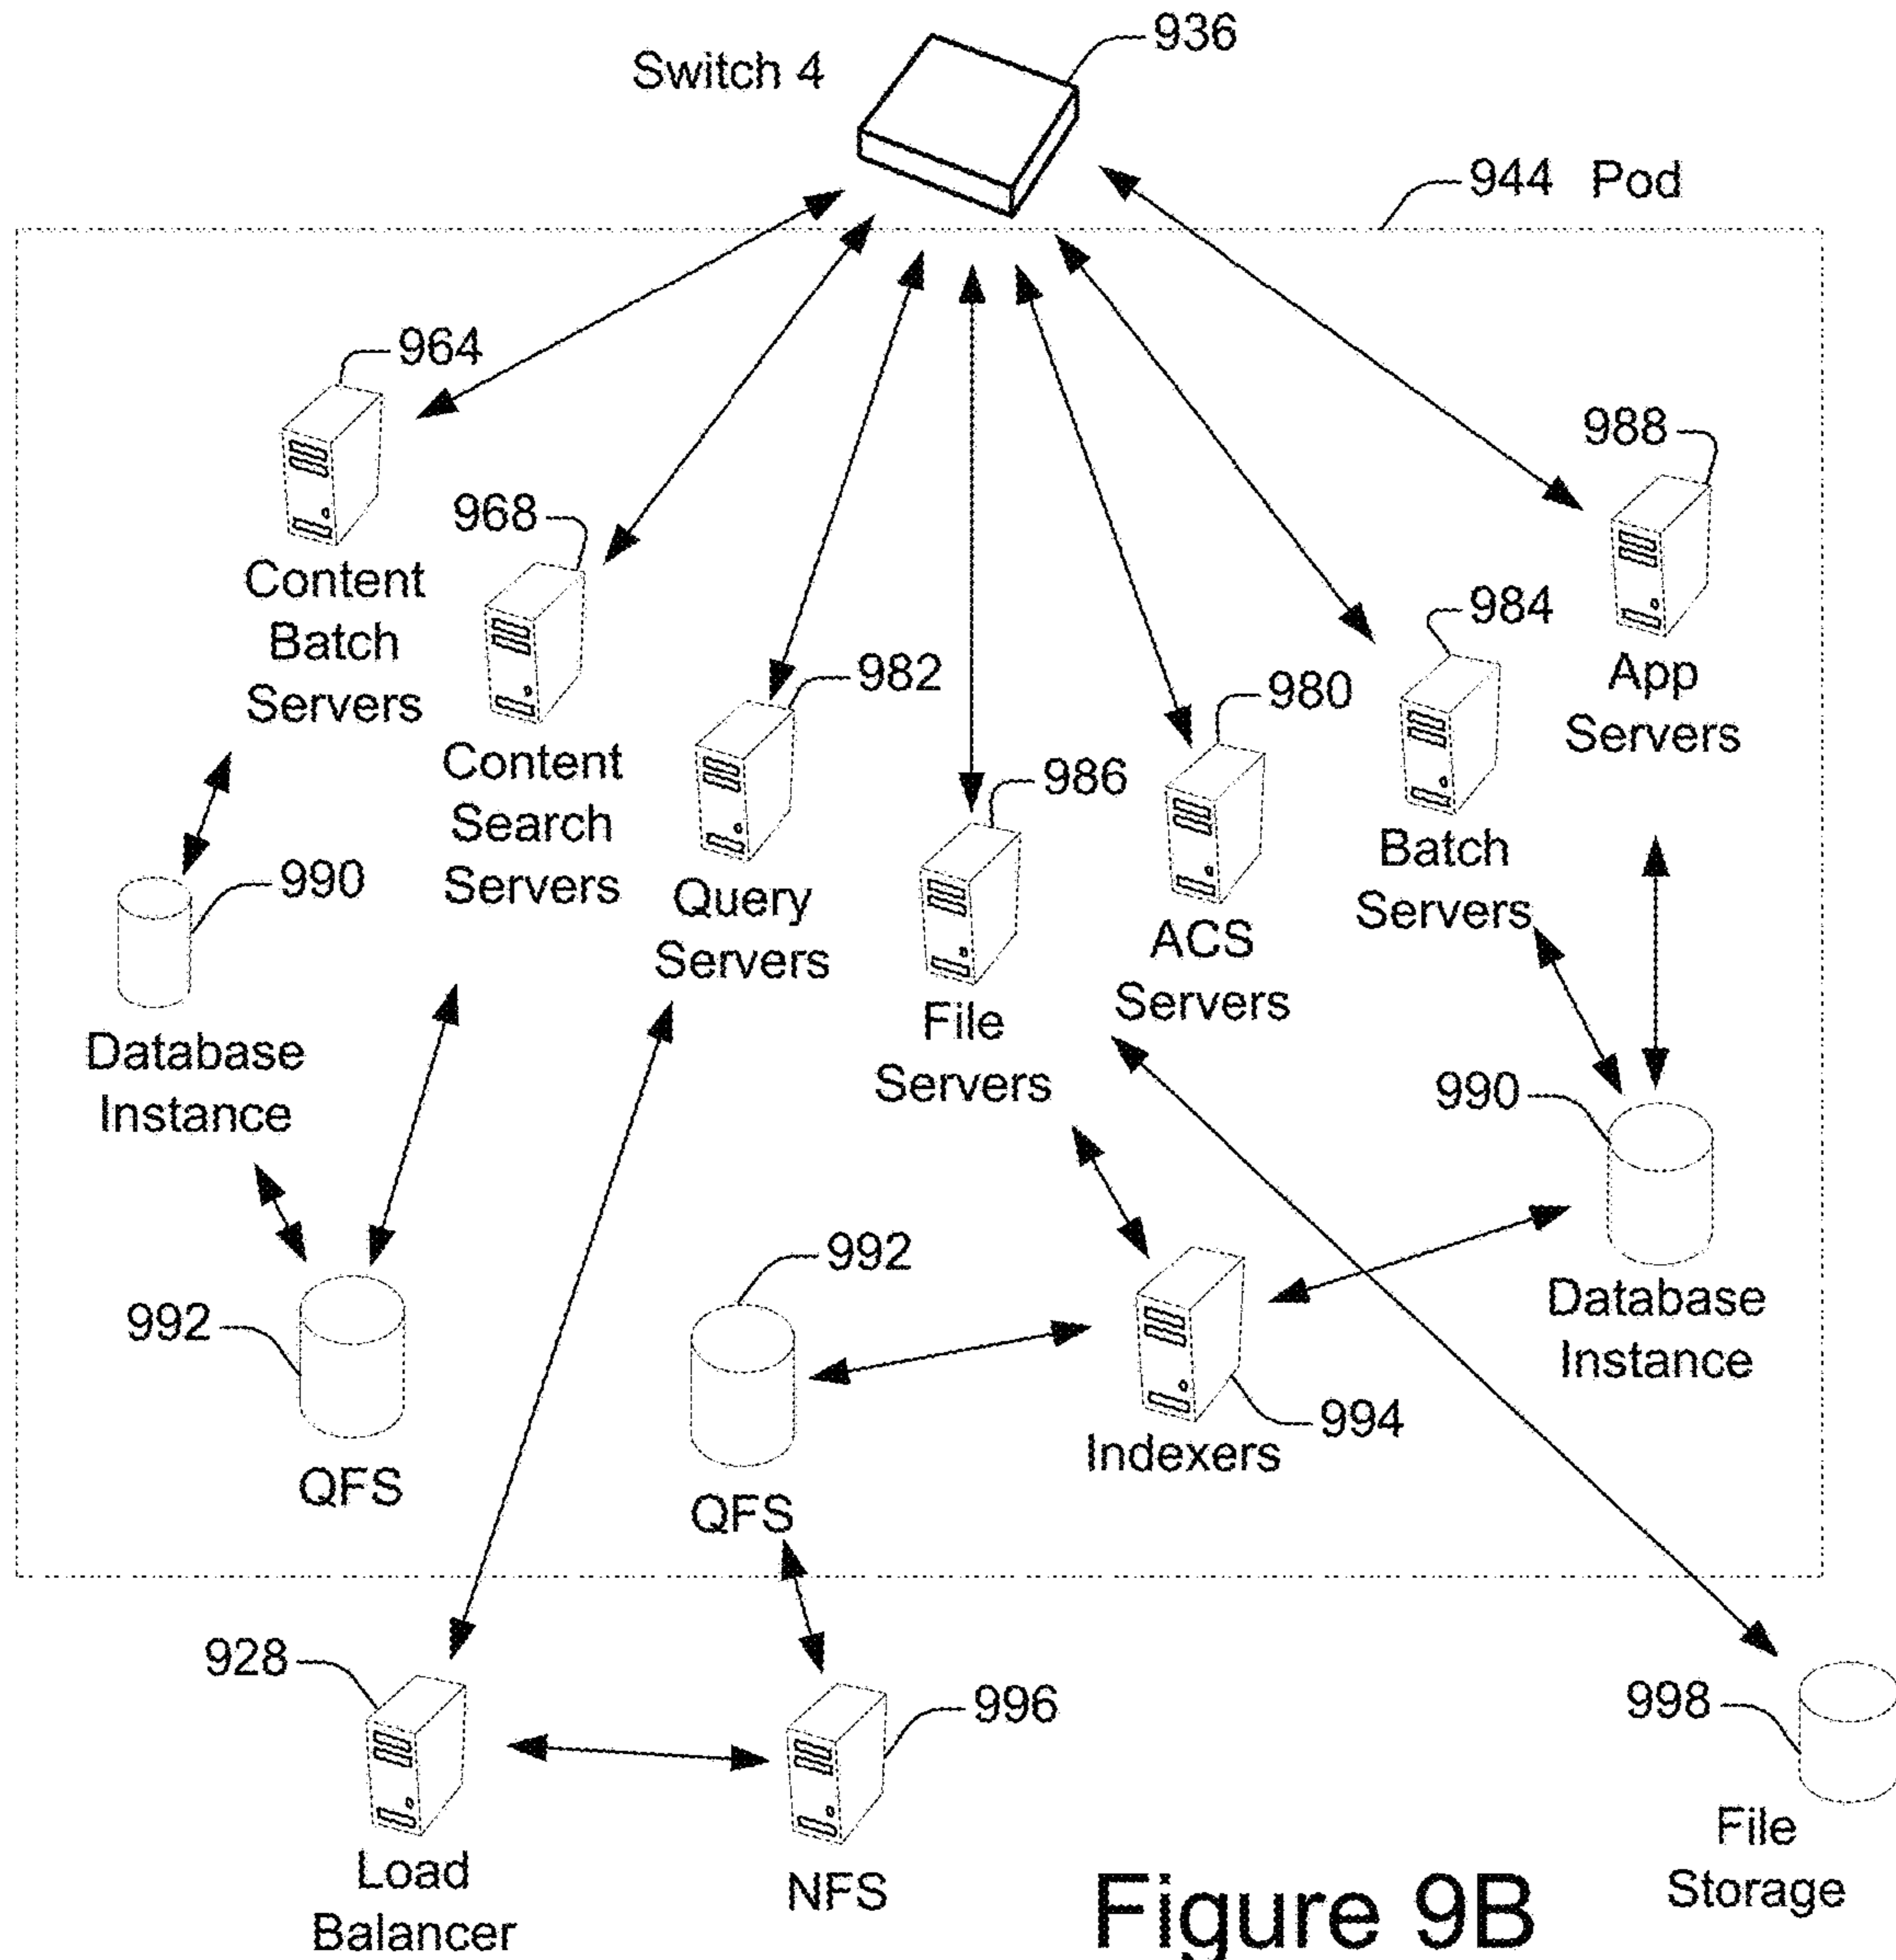 936
Switch 4
944 Pod
964
Content
Batch
Servers
968
Content
Search
Servers
982
Query
Servers
986
File
Servers
980
ACS
Servers
984
Batch
Servers
988
App
Servers
990
Database
Instance
990
Database
Instance
992
QFS
992
QFS
994
Indexers
928
Load
Balancer
996
NFS
998
File
Storage
Figure 9B